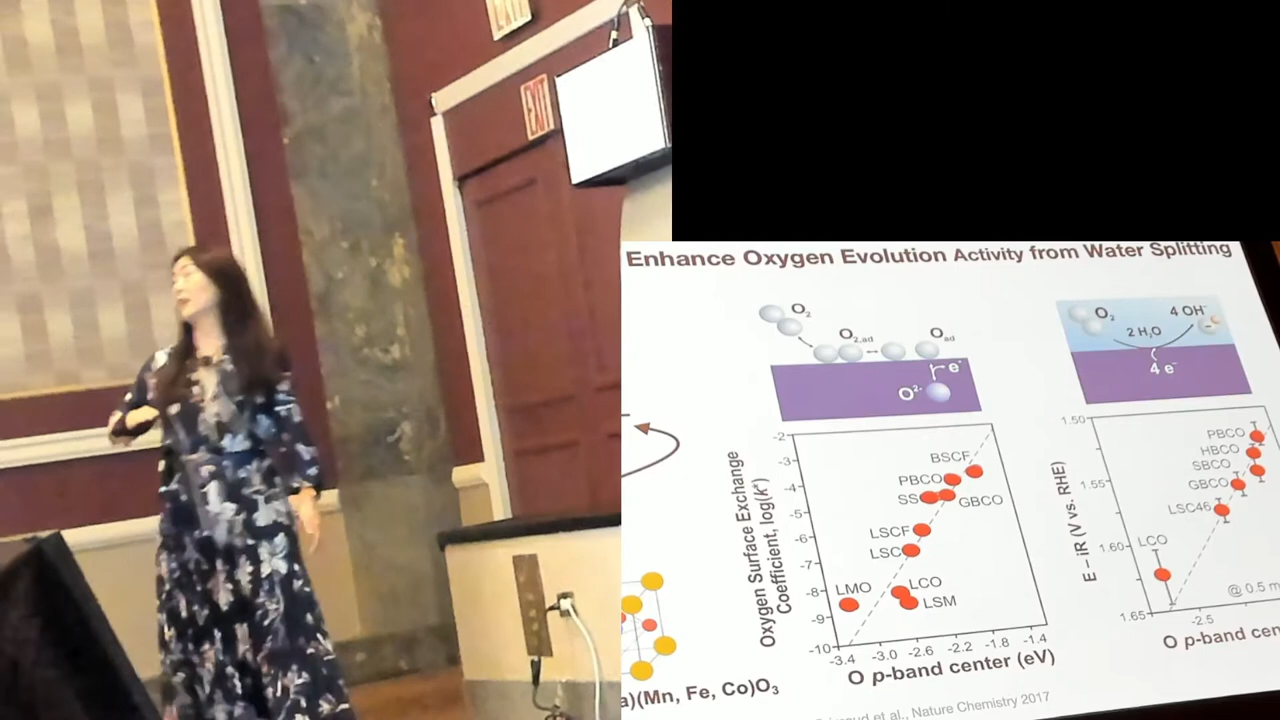 EXIT
EXIT
Enhance Oxygen Evolution Activity from Water Splitting
O2
O2,ad
Oad
e-
O2-
O2
4 OH-
2 H2O
4 e-
Oxygen Surface Exchange
Coefficient, log(k*)
-2
-3
-4
-5
-6
-7
-8
-9
-10
BSCF
PBCO
GBCO
LSCF
LSC
LMO
LCO
LSM
-3.4
-3.0
-2.6
-2.2
-1.8
-1.4
O p-band center (eV)
E – iR (V vs. RHE)
1.50
1.55
1.60
1.65
PBCO
HBCO
SBCO
GBCO
LSC46
LCO
@ 0.5
-2.5
O p-band
(Mn, Fe, Co)O3
et al., Nature Chemistry 2017